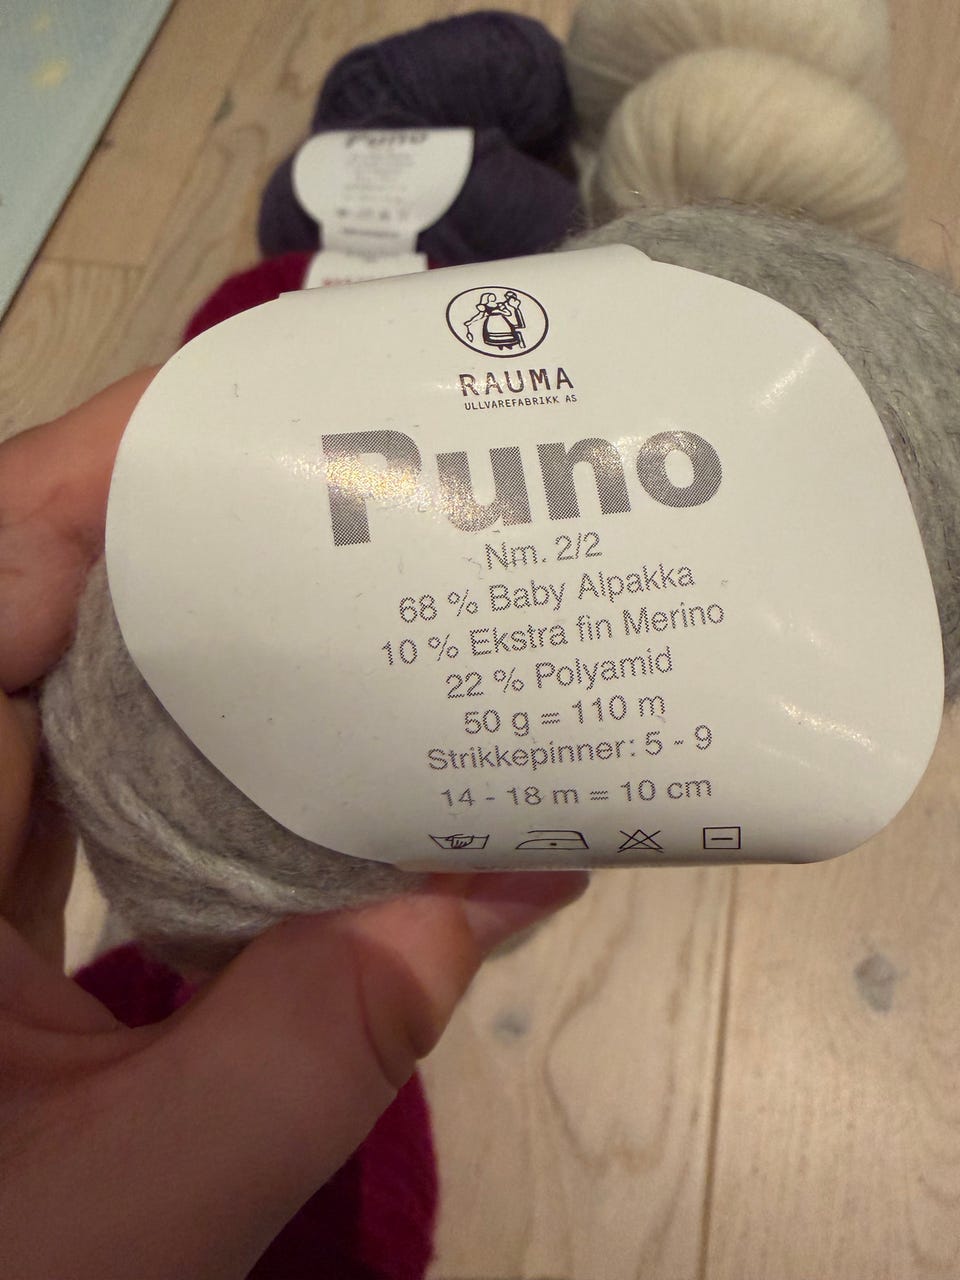 Puno
RAUMA
ULLVAREFABRIKK AS
Puno
Nm. 2/2
68 % Baby Alpakka
10 % Ekstra fin Merino
22 % Polyamid
50 g = 110 m
Strikkepinner: 5 - 9
14 - 18 m = 10 cm